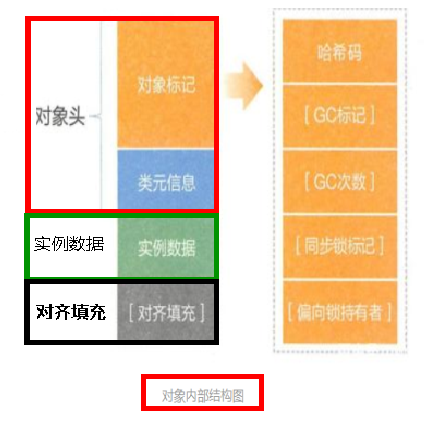 对象头
对象标记
类元信息
实例数据
实例数据
对齐填充
[ 对齐填充 ]
哈希码
[ GC标记 ]
[ GC次数 ]
[ 同步锁标记 ]
[ 偏向锁持有者 ]
对象内部结构图